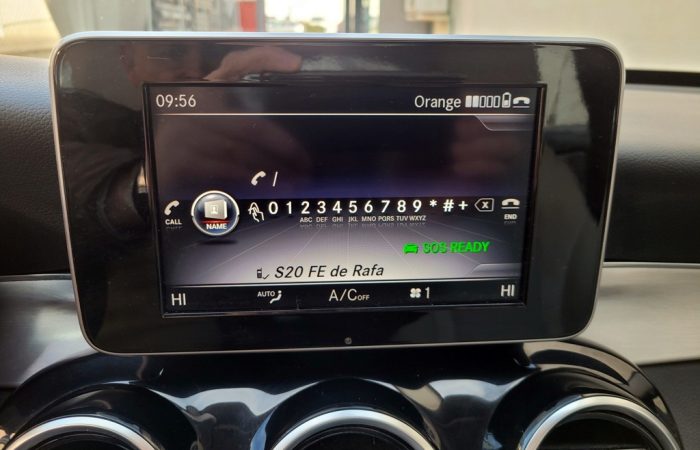 09:56 Orange
CALL NAME 0 1 2 3 4 5 6 7 8 9 * # + END
ABC DEF GHI JKL MNO PQR TUV WXYZ
SOS READY
S20 FE de Rafa
HI AUTO A/C OFF 1 HI